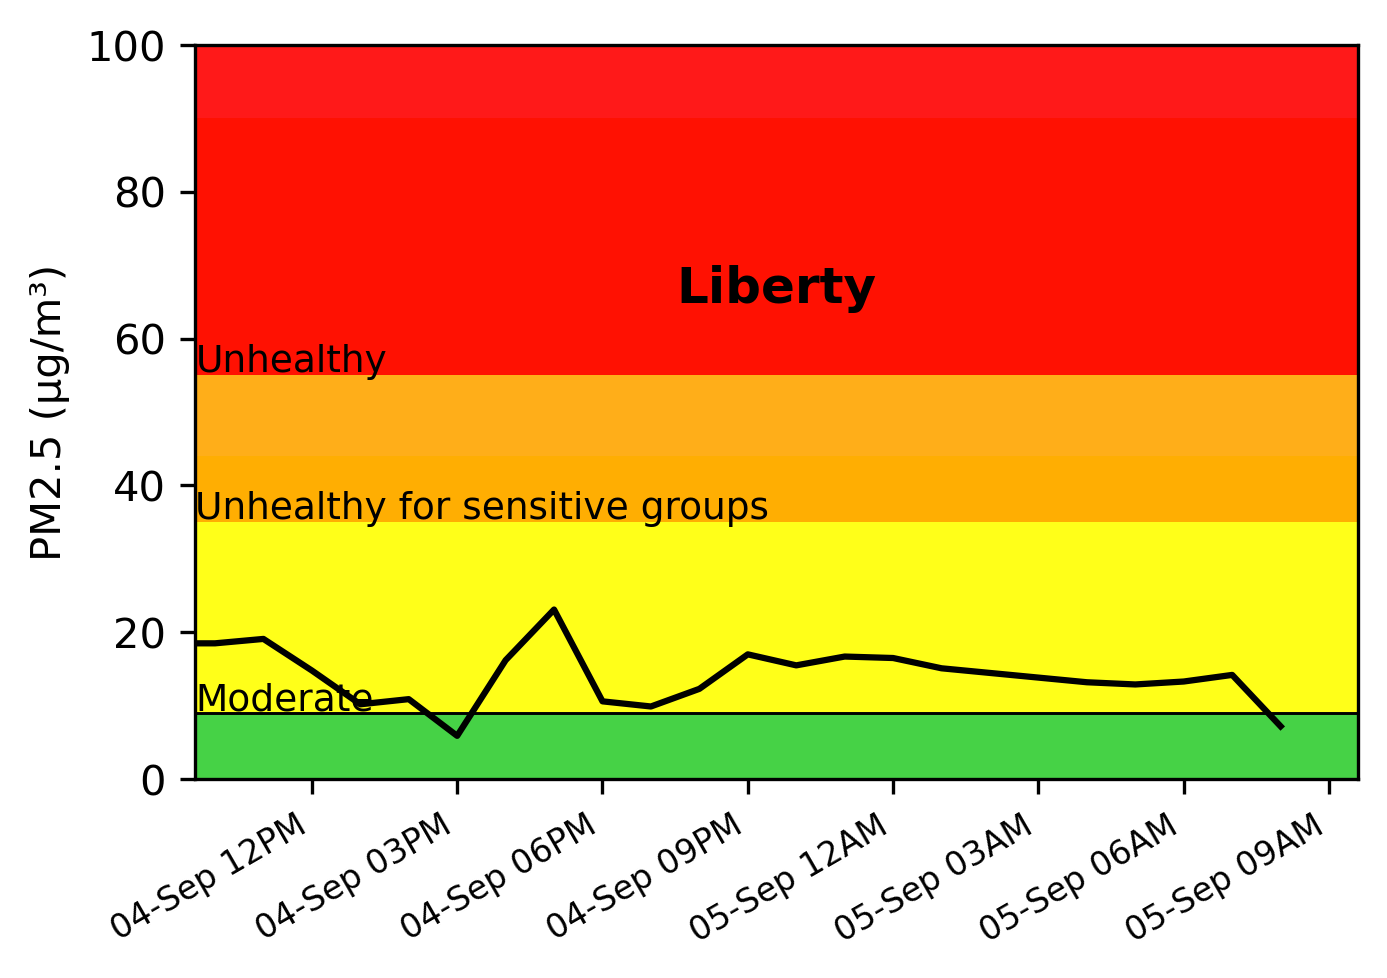 100
80
60
40
20
0
PM2.5 (µg/m³)
Liberty
Unhealthy
Unhealthy for sensitive groups
Moderate
04-Sep 12PM
04-Sep 03PM
04-Sep 06PM
04-Sep 09PM
05-Sep 12AM
05-Sep 03AM
05-Sep 06AM
05-Sep 09AM